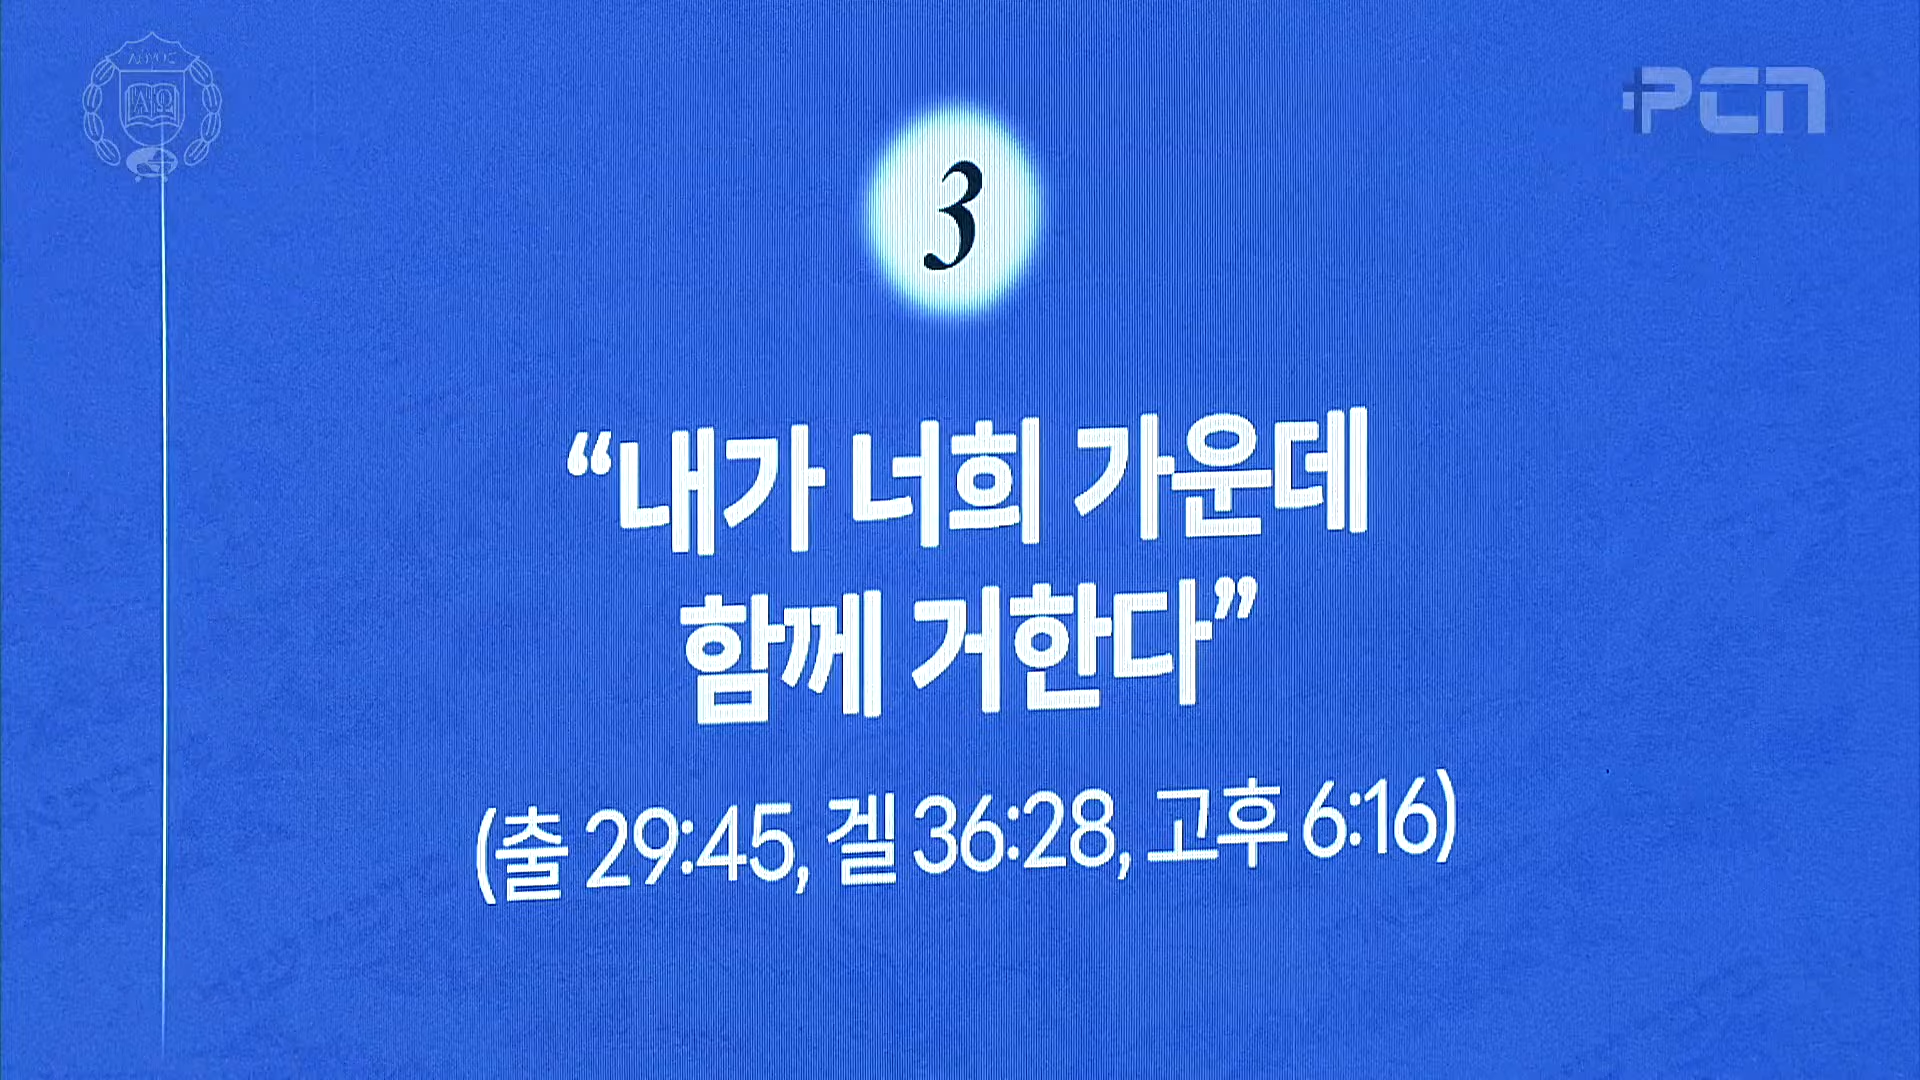 ΛΟΓΟΣ
Α Ω
PCN
3
“내가 너희 가운데
함께 거한다”
(출 29:45, 겔 36:28, 고후 6:16)